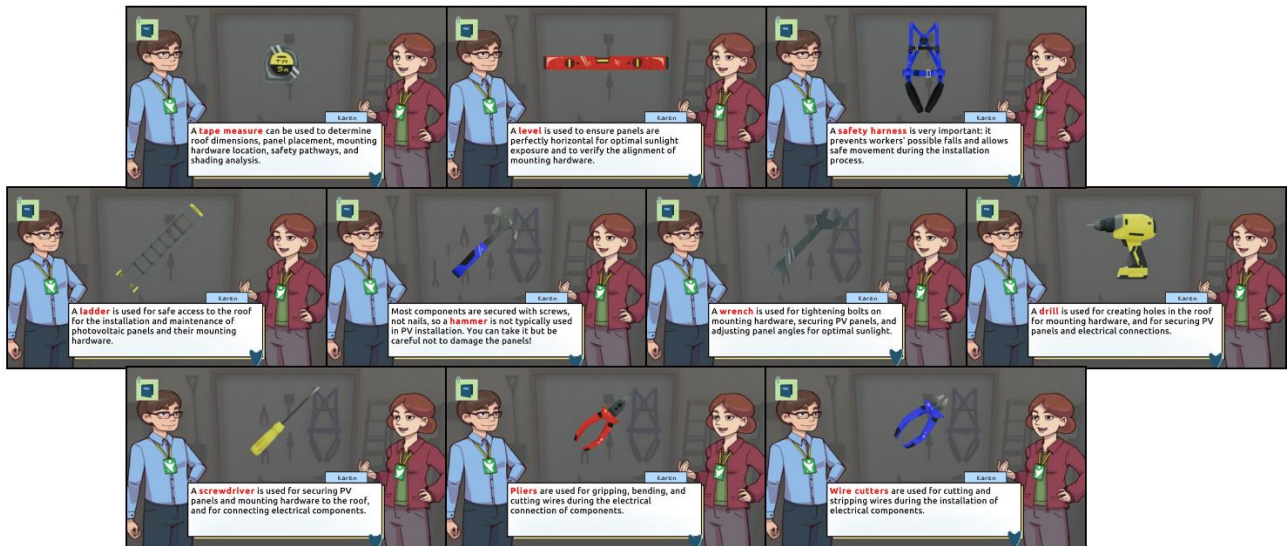 Karen
A tape measure can be used to determine
roof dimensions, panel placement, mounting
hardware location, safety pathways, and
shading analysis.
Karen
A level is used to ensure panels are
perfectly horizontal for optimal sunlight
exposure and to verify the alignment of
mounting hardware.
Karen
A safety harness is very important: it
prevents workers' possible falls and allows
safe movement during the installation
process.
Karen
A ladder is used for safe access to the roof
for the installation and maintenance of
photovoltaic panels and their mounting
hardware.
Karen
Most components are secured with screws,
not nails, so a hammer is not typically used
in PV installation. You can take it but be
careful not to damage the panels!
Karen
A wrench is used for tightening bolts on
mounting hardware, securing PV panels, and
adjusting panel angles for optimal sunlight.
Karen
A drill is used for creating holes in the roof
for mounting hardware, and for securing PV
panels and electrical connections.
Karen
A screwdriver is used for securing PV
panels and mounting hardware to the roof,
and for connecting electrical components.
Karen
Pliers are used for gripping, bending, and
cutting wires during the electrical
connection of components.
Karen
Wire cutters are used for cutting and
stripping wires during the installation of
electrical components.